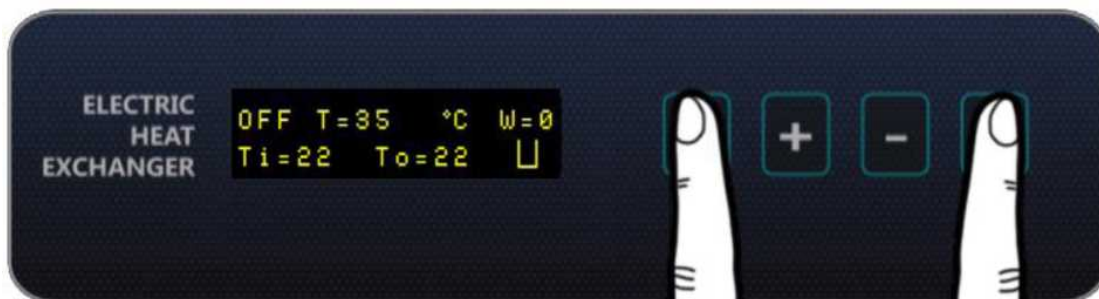 ELECTRIC
HEAT
EXCHANGER
OFF T=35 °C W=0
Ti=22 To=22
+ -